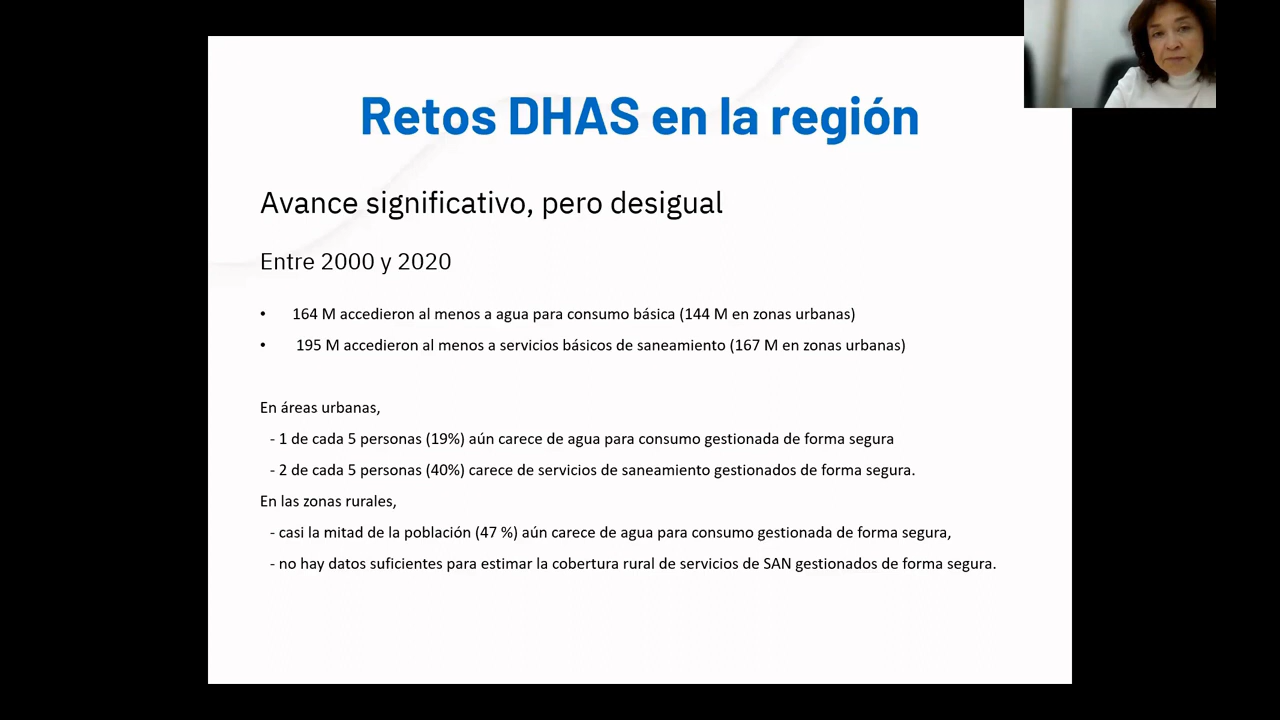 Retos DHAS en la región
Avance significativo, pero desigual
Entre 2000 y 2020
• 164 M accedieron al menos a agua para consumo básica (144 M en zonas urbanas)
• 195 M accedieron al menos a servicios básicos de saneamiento (167 M en zonas urbanas)
En áreas urbanas,
- 1 de cada 5 personas (19%) aún carece de agua para consumo gestionada de forma segura
- 2 de cada 5 personas (40%) carece de servicios de saneamiento gestionados de forma segura.
En las zonas rurales,
- casi la mitad de la población (47 %) aún carece de agua para consumo gestionada de forma segura,
- no hay datos suficientes para estimar la cobertura rural de servicios de SAN gestionados de forma segura.